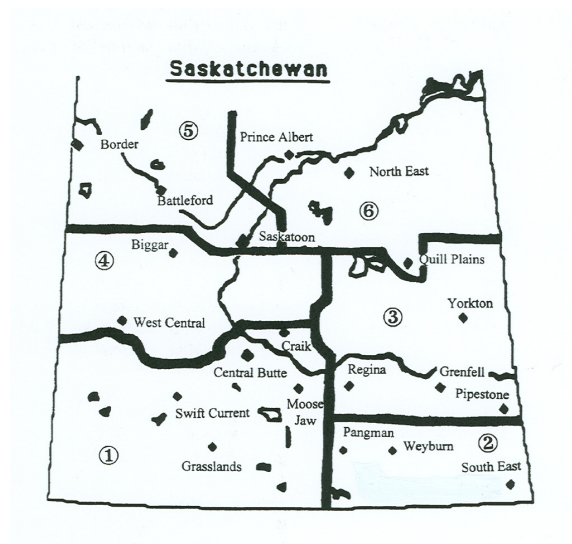 Saskatchewan
⑤
Prince Albert
Border
North East
Battleford
⑥
Saskatoon
Biggar
④
Quill Plains
Yorkton
③
West Central
Craik
Central Butte
Regina
Grenfell
Pipestone
Swift Current
Moose
Jaw
Pangman
②
Weyburn
①
Grasslands
South East